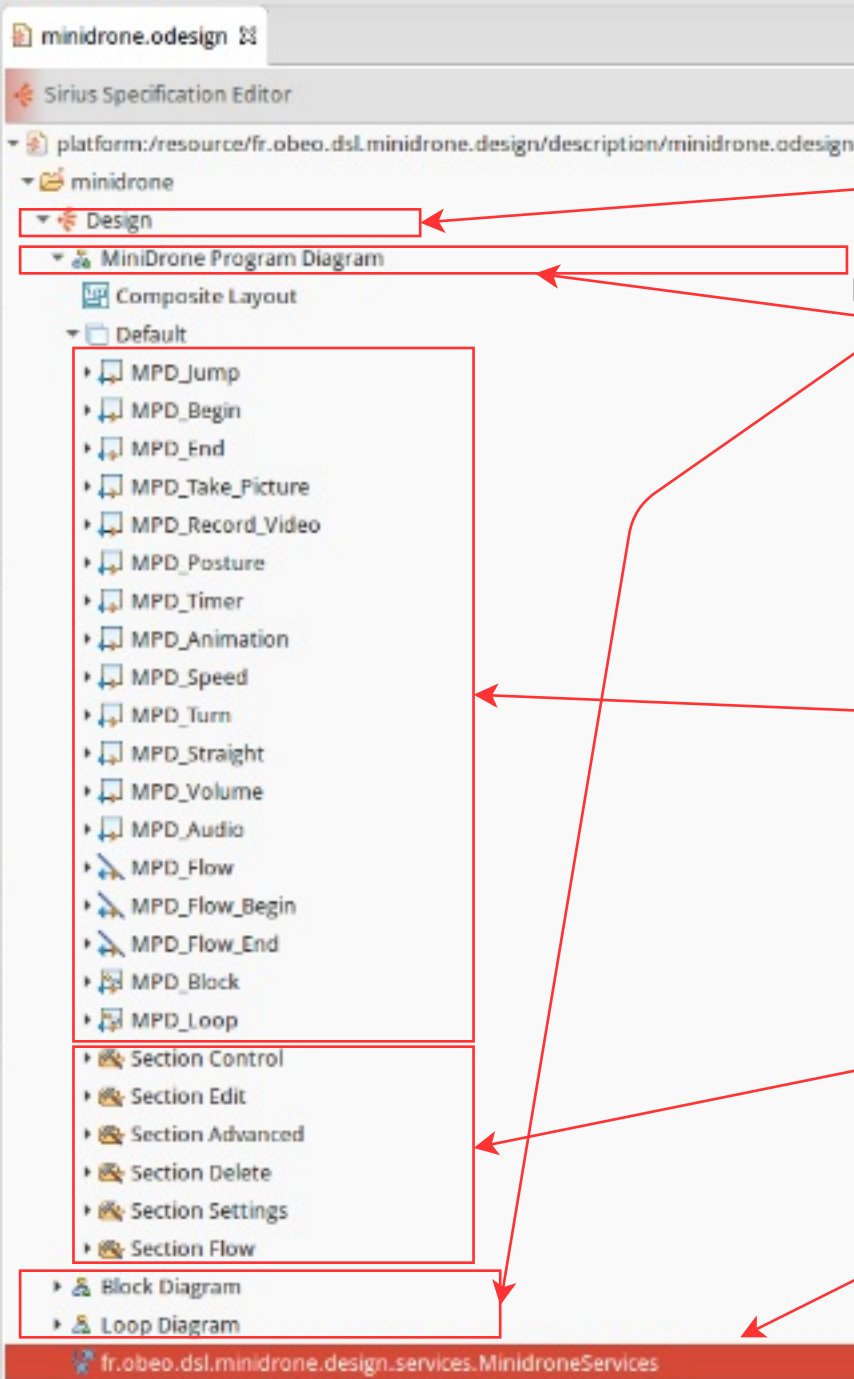 minidrone.odesign
Sirius Specification Editor
platform:/resource/fr.obeo.dsl.minidrone.design/description/minidrone.odesign
minidrone
Design
MiniDrone Program Diagram
Composite Layout
Default
MPD_Jump
MPD_Begin
MPD_End
MPD_Take_Picture
MPD_Record_Video
MPD_Posture
MPD_Timer
MPD_Animation
MPD_Speed
MPD_Turn
MPD_Straight
MPD_Volume
MPD_Audio
MPD_Flow
MPD_Flow_Begin
MPD_Flow_End
MPD_Block
MPD_Loop
Section Control
Section Edit
Section Advanced
Section Delete
Section Settings
Section Flow
Block Diagram
Loop Diagram
fr.obeo.dsl.minidrone.design.services.MinidroneServices